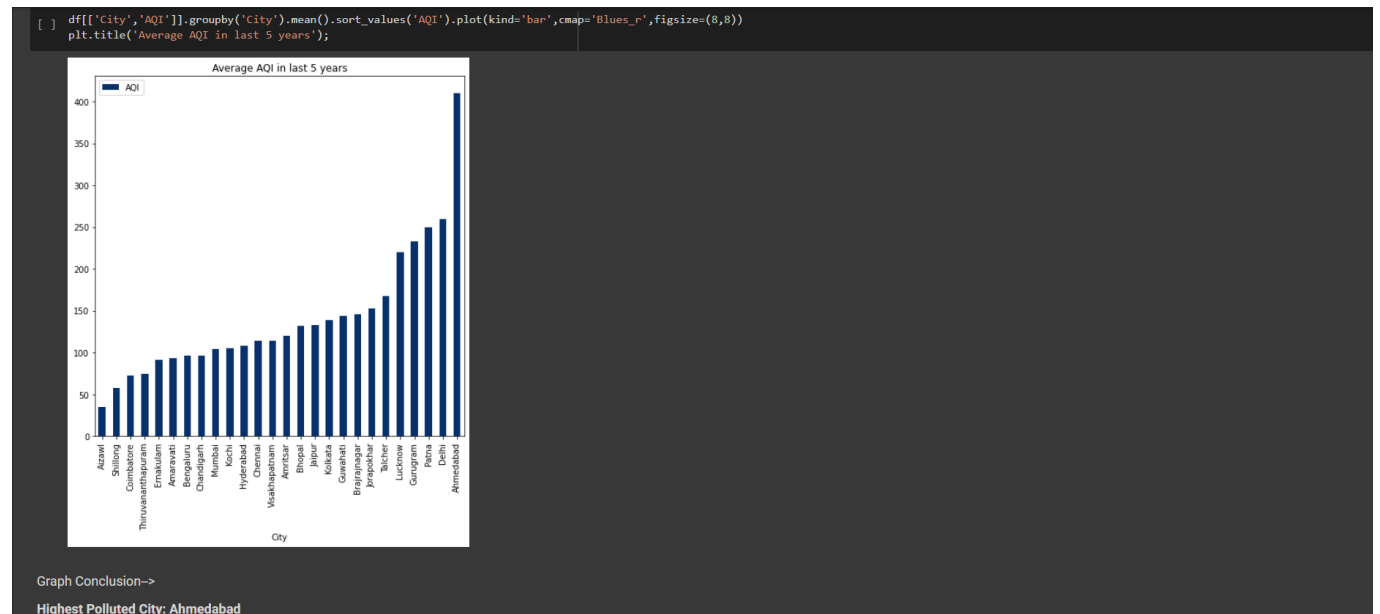 [ ] df[['City','AQI']].groupby('City').mean().sort_values('AQI').plot(kind='bar',cmap='Blues_r',figsize=(8,8))
plt.title('Average AQI in last 5 years');
Average AQI in last 5 years
AQI
400
350
300
250
200
150
100
50
0
Aizawl
Shillong
Coimbatore
Thiruvananthapuram
Ernakulam
Amaravati
Bengaluru
Chandigarh
Mumbai
Kochi
Hyderabad
Chennai
Visakhapatnam
Amritsar
Bhopal
Jaipur
Kolkata
Guwahati
Brajrajnagar
Jorapokhar
Talcher
Lucknow
Gurugram
Patna
Delhi
Ahmedabad
City
Graph Conclusion-->
Highest Polluted City: Ahmedabad